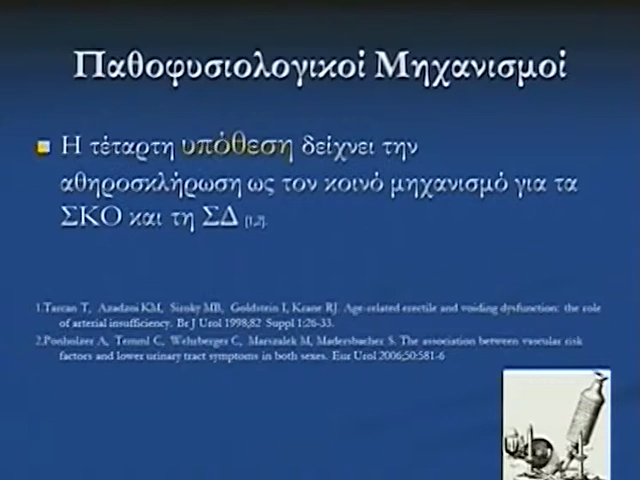 Παθοφυσιολογικοί Μηχανισμοί
Η τέταρτη υπόθεση δείχνει την
αθηροσκλήρωση ως τον κοινό μηχανισμό για τα
ΣΚΟ και τη ΣΔ [1,2].
1.Tarcan T, Azadzoi KM, Siroky MB, Goldstein I, Krane RJ. Age-related erectile and voiding dysfunction: the role
of arterial insufficiency. Br J Urol 1998;82 Suppl 1:26-33.
2.Ponholzer A, Temml C, Wehrberger C, Marszalek M, Madersbacher S. The association between vascular risk
factors and lower urinary tract symptoms in both sexes. Eur Urol 2006;50:581-6